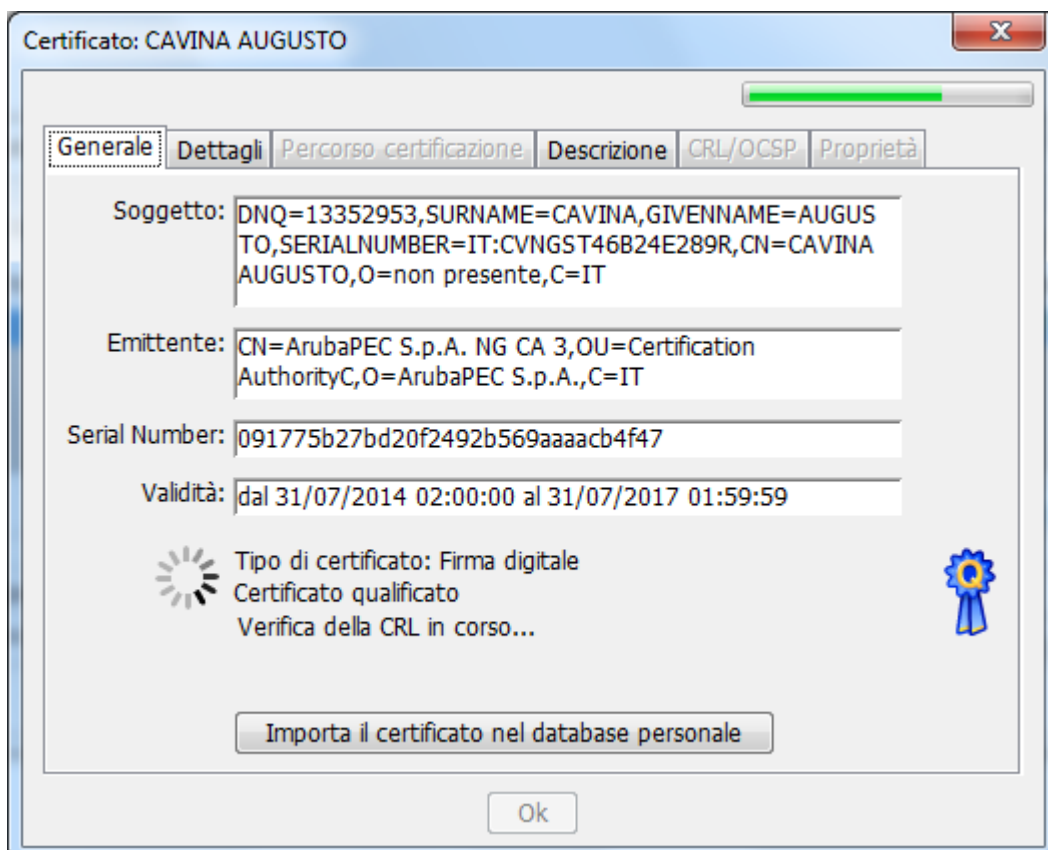 Certificato: CAVINA AUGUSTO
Generale Dettagli Percorso certificazione Descrizione CRL/OCSP Proprietà
Soggetto: DNQ=13352953,SURNAME=CAVINA,GIVENNAME=AUGUS
TO,SERIALNUMBER=IT:CVNGST46B24E289R,CN=CAVINA
AUGUSTO,O=non presente,C=IT
Emittente: CN=ArubaPEC S.p.A. NG CA 3,OU=Certification
AuthorityC,O=ArubaPEC S.p.A.,C=IT
Serial Number: 091775b27bd20f2492b569aaaacb4f47
Validità: dal 31/07/2014 02:00:00 al 31/07/2017 01:59:59
Tipo di certificato: Firma digitale
Certificato qualificato
Q
Verifica della CRL in corso...
Importa il certificato nel database personale
Ok